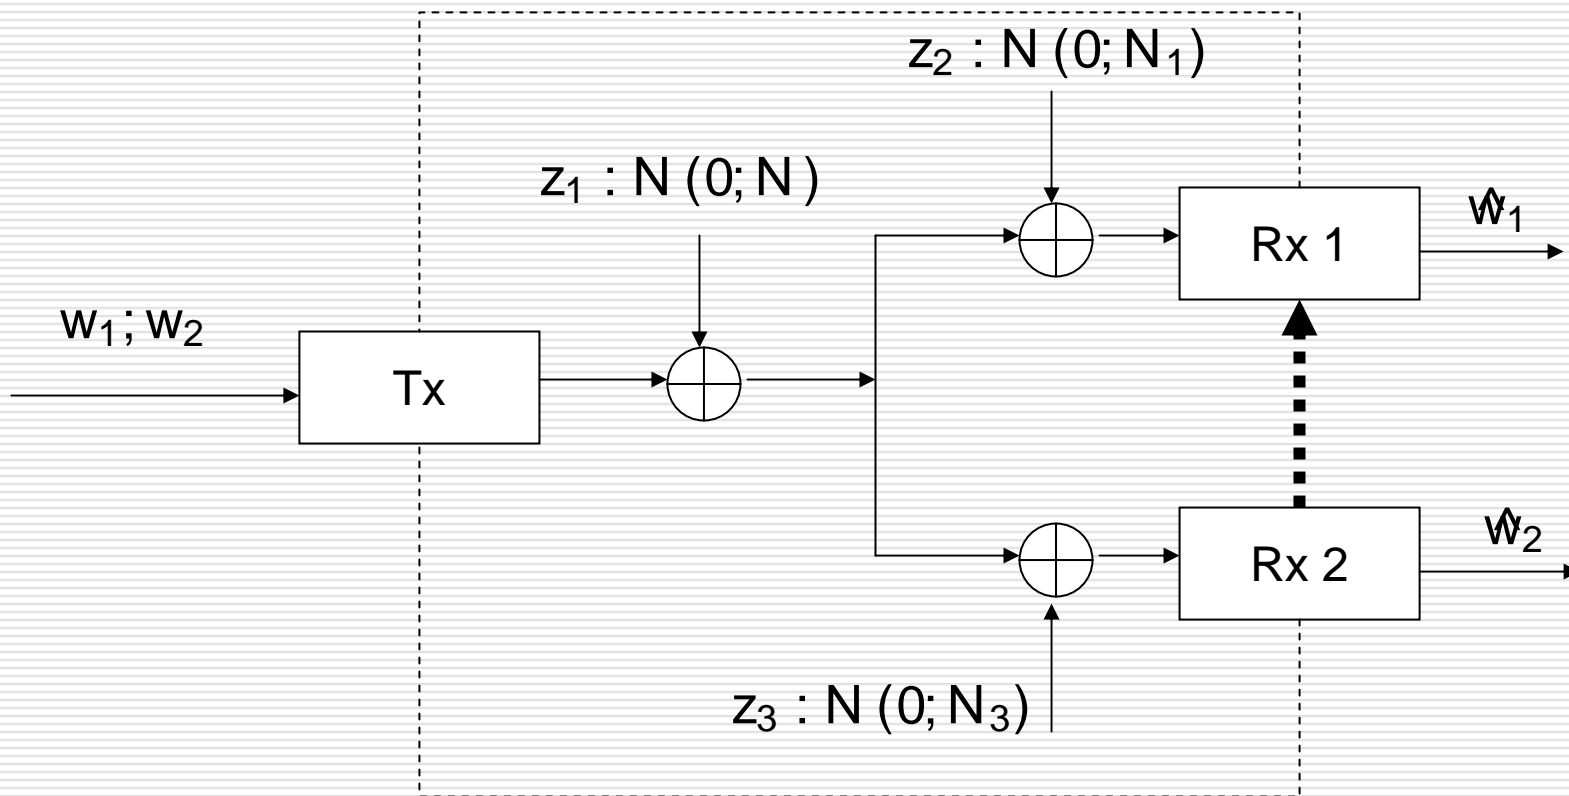 z₂ : N (0; N₁)
z₁ : N (0; N)
Rx 1
ŵ₁
w₁; w₂
Tx
Rx 2
ŵ₂
z₃ : N (0; N₃)